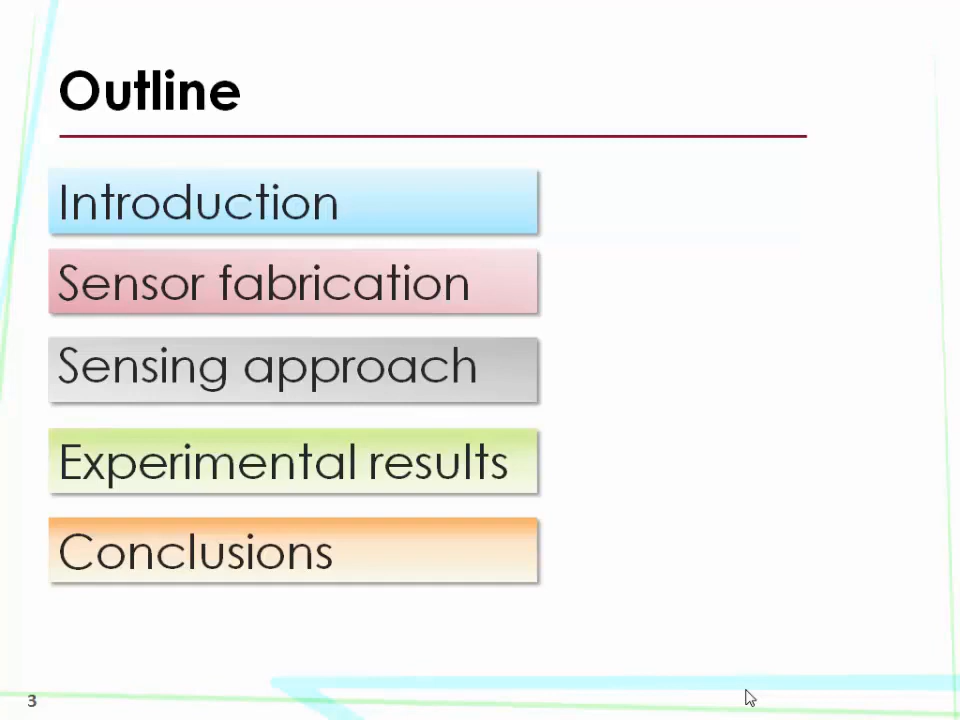 Outline
Introduction
Sensor fabrication
Sensing approach
Experimental results
Conclusions
3